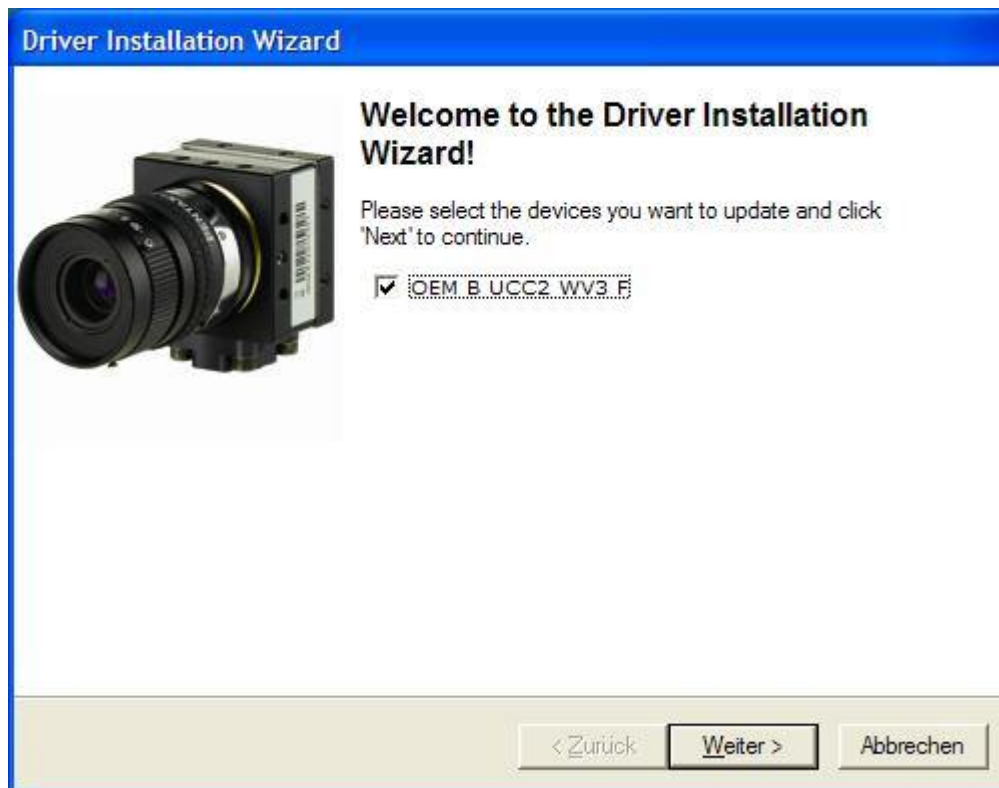 Driver Installation Wizard
Welcome to the Driver Installation
Wizard!
Please select the devices you want to update and click
'Next' to continue.
OEM B UCC2 WV3 F
< Zurück
Weiter >
Abbrechen